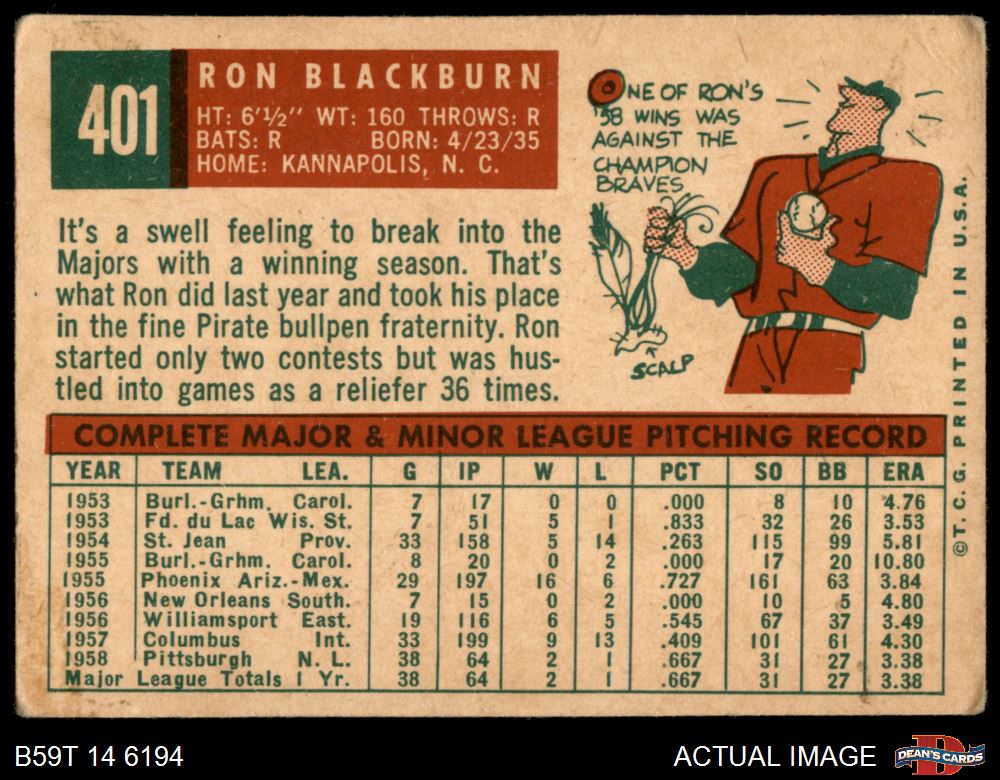 401
RON BLACKBURN
HT: 6'½" WT: 160 THROWS: R
BATS: R BORN: 4/23/35
HOME: KANNAPOLIS, N. C.
ONE OF RON'S
'58 WINS WAS
AGAINST THE
CHAMPION
BRAVES
SCALP
It's a swell feeling to break into the
Majors with a winning season. That's
what Ron did last year and took his place
in the fine Pirate bullpen fraternity. Ron
started only two contests but was hus-
tled into games as a reliefer 36 times.
COMPLETE MAJOR & MINOR LEAGUE PITCHING RECORD
YEAR TEAM LEA. G IP W L PCT SO BB ERA
1953 Burl.-Grhm. Carol. 7 17 0 0 .000 8 10 4.76
1953 Fd. du Lac Wis. St. 7 51 5 1 .833 32 26 3.53
1954 St. Jean Prov. 33 158 5 14 .263 115 99 5.81
1955 Burl.-Grhm. Carol. 8 20 0 2 .000 17 20 10.80
1955 Phoenix Ariz.-Mex. 29 197 16 6 .727 161 63 3.84
1956 New Orleans South. 7 15 0 2 .000 10 5 4.80
1956 Williamsport East. 19 116 6 5 .545 67 37 3.49
1957 Columbus Int. 33 199 9 13 .409 101 61 4.30
1958 Pittsburgh N. L. 38 64 2 1 .667 31 27 3.38
Major League Totals 1 Yr. 38 64 2 1 .667 31 27 3.38
© T. C. G. PRINTED IN U.S.A.
B59T 14 6194
ACTUAL IMAGE
DEAN'S CARDS